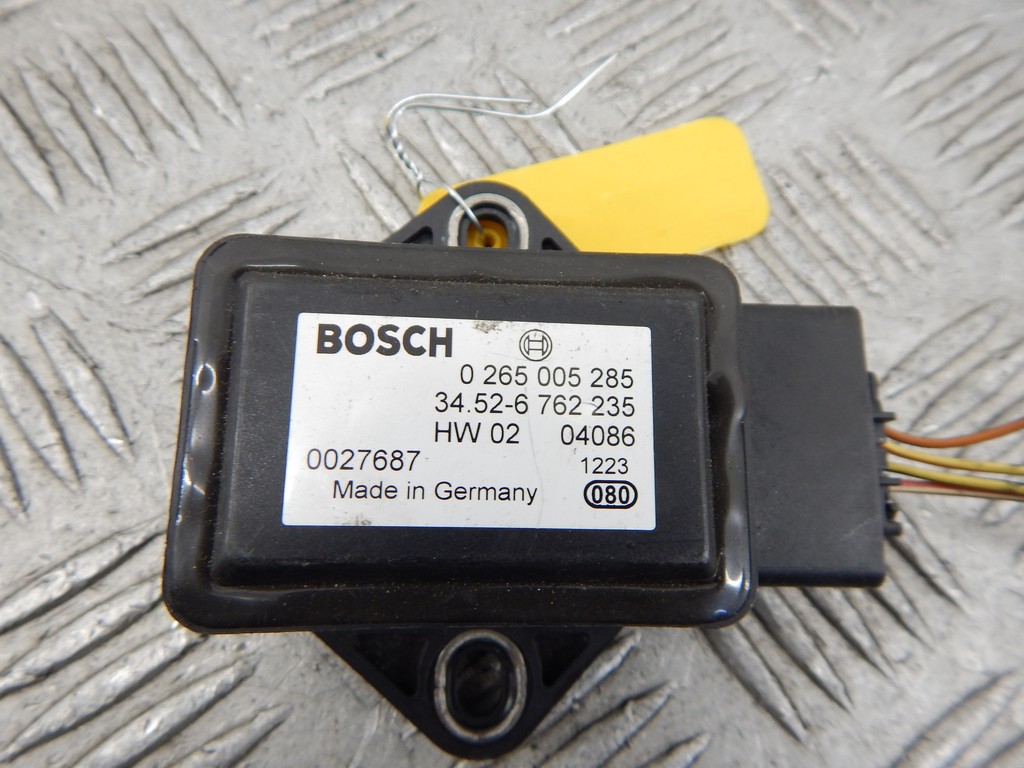 BOSCH
0 265 005 285
34.52-6 762 235
HW 02 04086
0027687 1223
Made in Germany 080